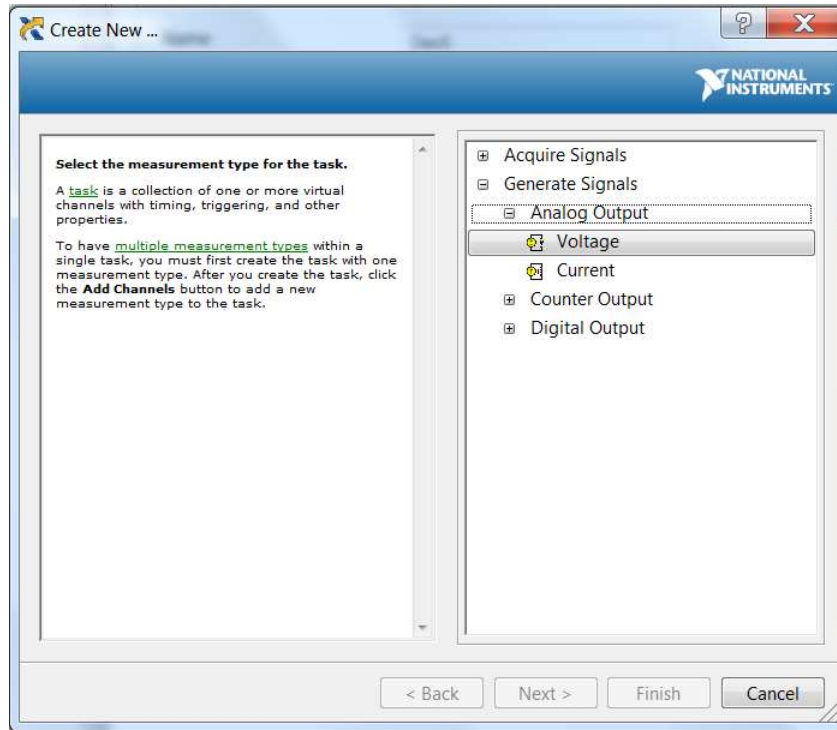 Create New ...
NATIONAL
INSTRUMENTS
Select the measurement type for the task.
A task is a collection of one or more virtual
channels with timing, triggering, and other
properties.
To have multiple measurement types within a
single task, you must first create the task with one
measurement type. After you create the task, click
the Add Channels button to add a new
measurement type to the task.
Acquire Signals
Generate Signals
Analog Output
Voltage
Current
Counter Output
Digital Output
< Back
Next >
Finish
Cancel